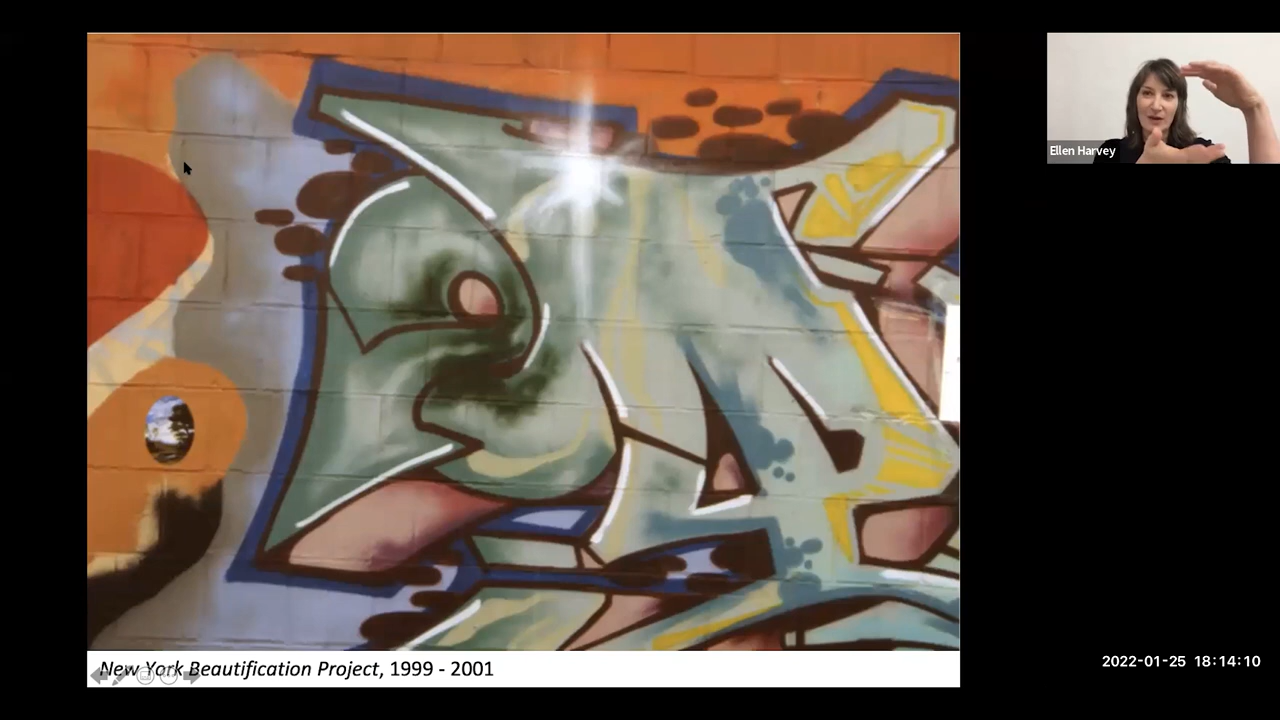 Ellen Harvey
New York Beautification Project, 1999 - 2001
2022-01-25 18:14:10